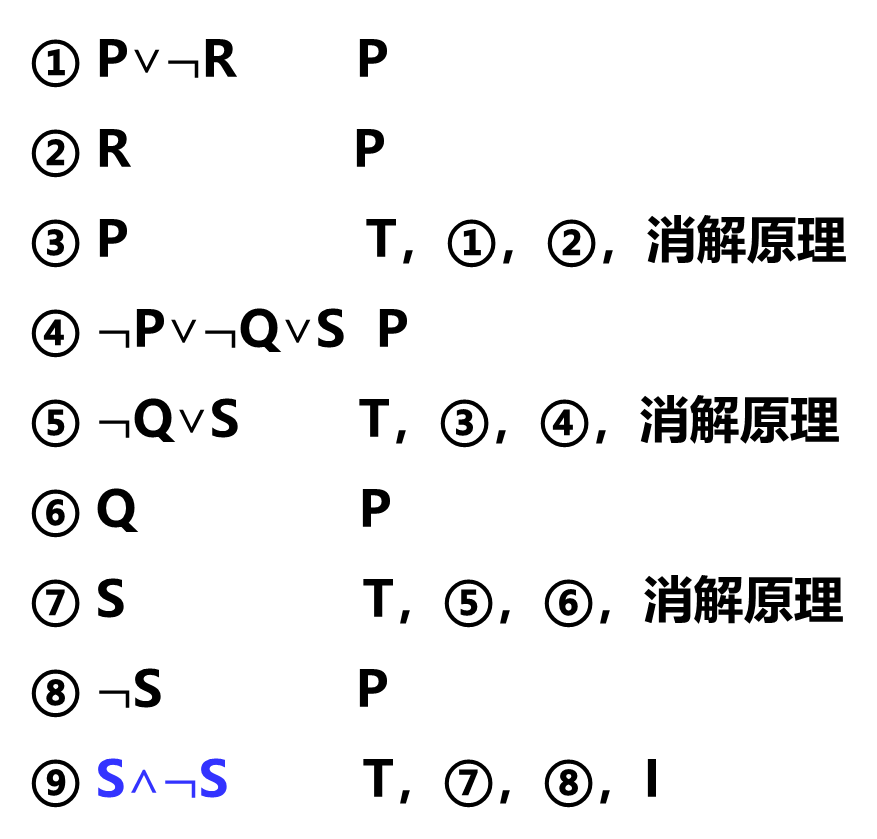 ① P∨¬R P
② R P
③ P T，①，②，消解原理
④ ¬P∨¬Q∨S P
⑤ ¬Q∨S T，③，④，消解原理
⑥ Q P
⑦ S T，⑤，⑥，消解原理
⑧ ¬S P
⑨ S∧¬S T，⑦，⑧，I